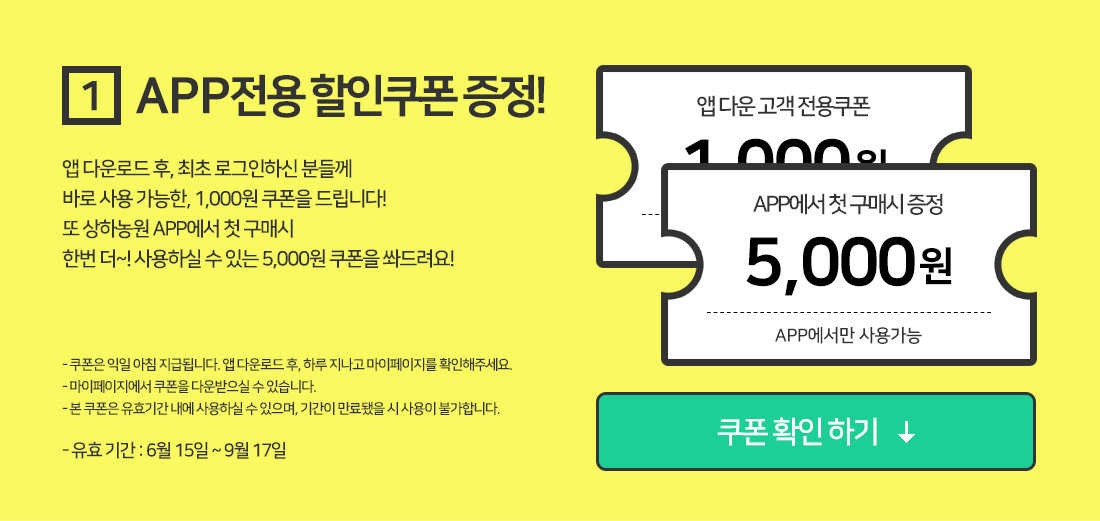 1 APP전용 할인쿠폰 증정!
앱 다운로드 후, 최초 로그인하신 분들께
바로 사용 가능한, 1,000원 쿠폰을 드립니다!
또 상하농원 APP에서 첫 구매시
한번 더~! 사용하실 수 있는 5,000원 쿠폰을 쏴드려요!
- 쿠폰은 익일 아침 지급됩니다. 앱 다운로드 후, 하루 지나고 마이페이지를 확인해주세요.
- 마이페이지에서 쿠폰을 다운받으실 수 있습니다.
- 본 쿠폰은 유효기간 내에 사용하실 수 있으며, 기간이 만료됐을 시 사용이 불가합니다.
- 유효 기간 : 6월 15일 ~ 9월 17일
앱 다운 고객 전용쿠폰
1,000원
APP에서 첫 구매시 증정
5,000원
APP에서만 사용가능
쿠폰 확인 하기 ↓